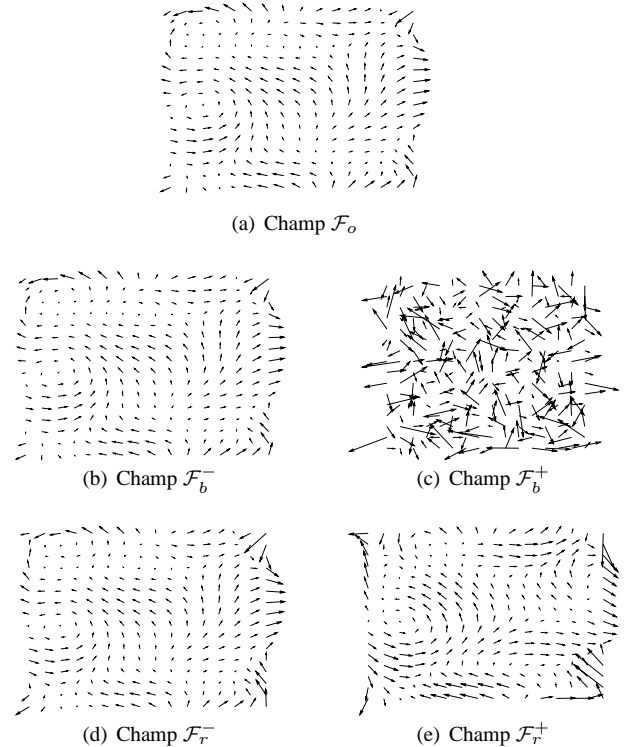 (a) Champ $\mathcal{F}_o$
(b) Champ $\mathcal{F}_b^-$
(c) Champ $\mathcal{F}_b^+$
(d) Champ $\mathcal{F}_r^-$
(e) Champ $\mathcal{F}_r^+$